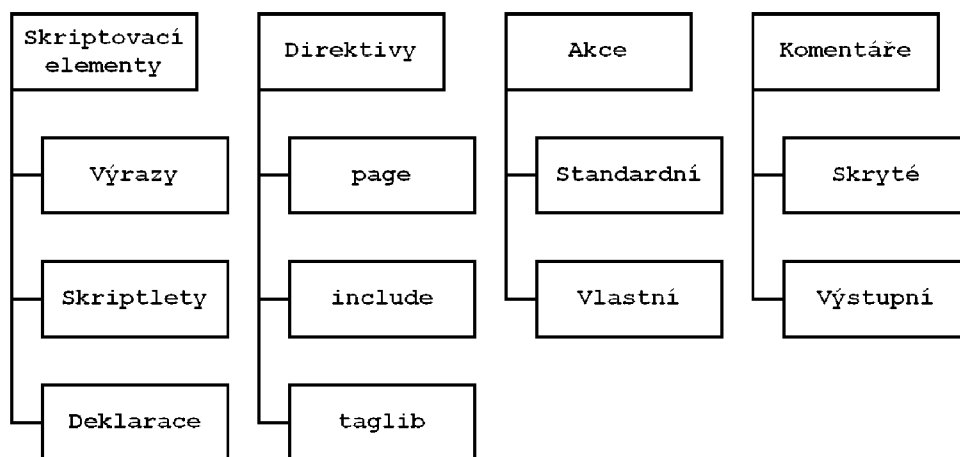 Skriptovací
elementy
Výrazy
Skriptlety
Deklarace
Direktivy
page
include
taglib
Akce
Standardní
Vlastní
Komentáře
Skryté
Výstupní